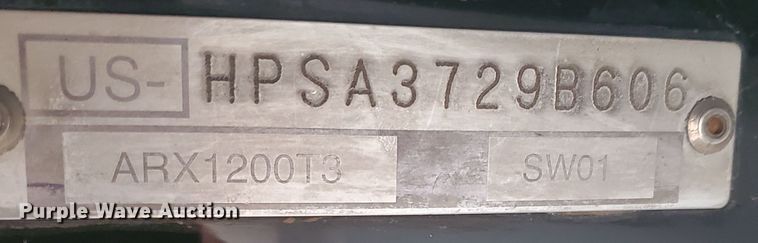 US- HPSA3729B606
ARX1200T3 SW01
Purple Wave Auction